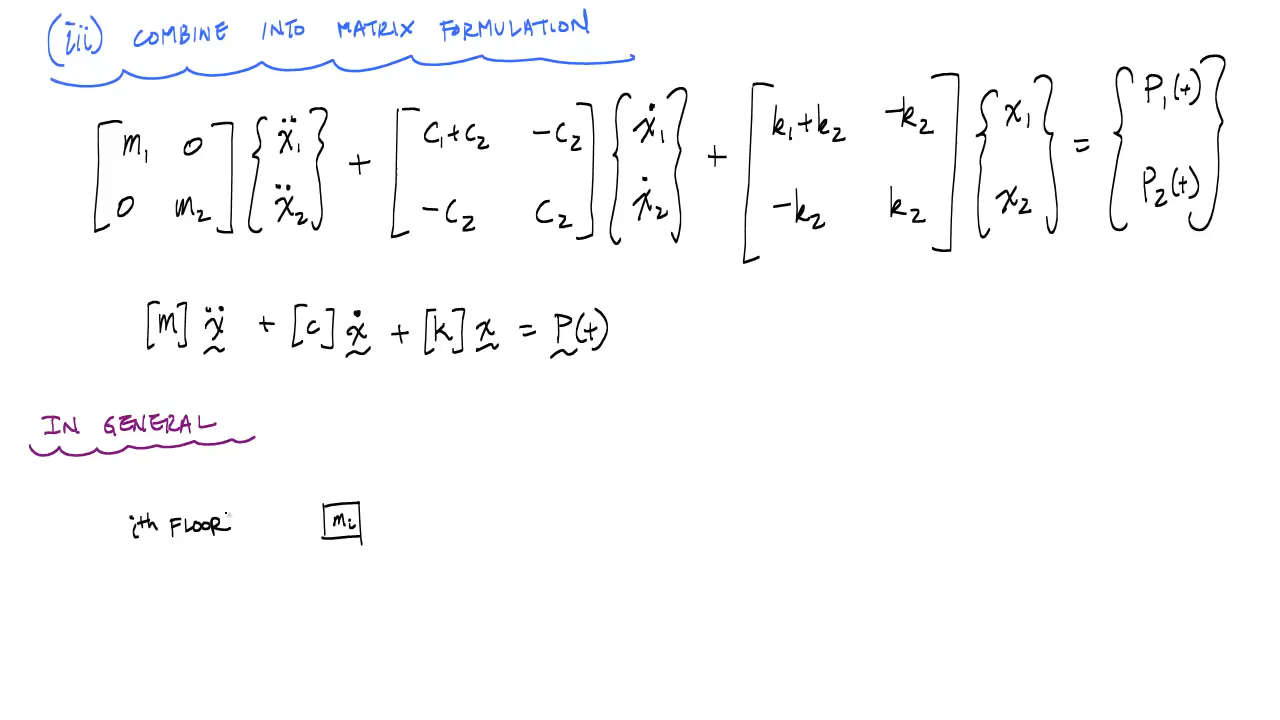 (iii) COMBINE INTO MATRIX FORMULATION
[m₁ 0; 0 m₂] {ẍ₁; ẍ₂} + [c₁+c₂ -c₂; -c₂ c₂] {ẋ₁; ẋ₂} + [k₁+k₂ -k₂; -k₂ k₂] {x₁; x₂} = {P₁(t); P₂(t)}
[m] ẍ + [c] ẋ + [k] x = P(t)
IN GENERAL
ith FLOOR mᵢ